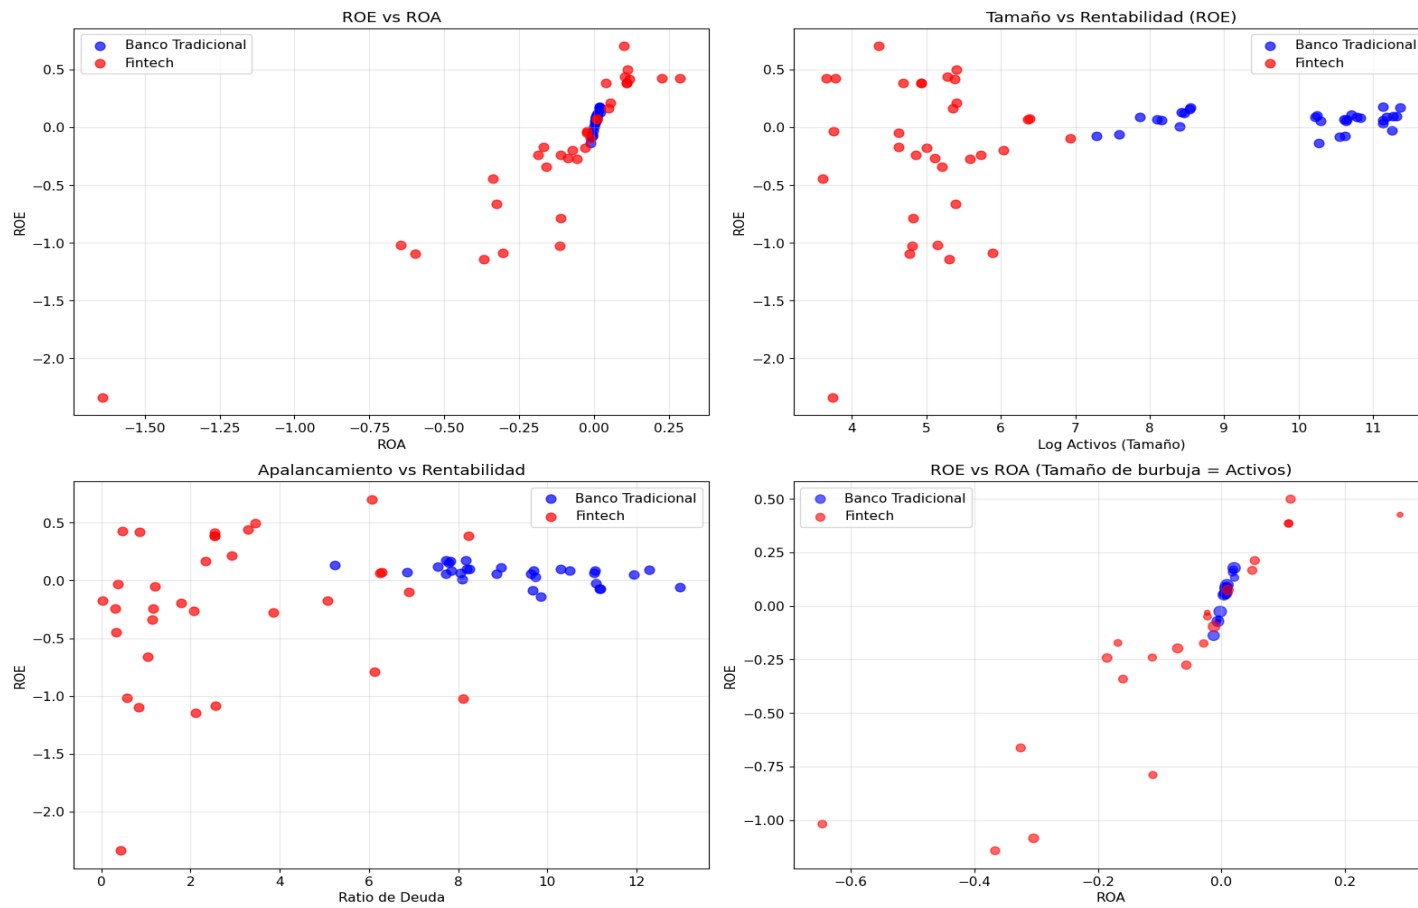 ROE vs ROA
Banco Tradicional
Fintech
0.5
0.0
−0.5
−1.0
−1.5
−2.0
ROE
−1.50 −1.25 −1.00 −0.75 −0.50 −0.25 0.00 0.25
ROA
Tamaño vs Rentabilidad (ROE)
Banco Tradicional
Fintech
0.5
0.0
−0.5
−1.0
−1.5
−2.0
ROE
4 5 6 7 8 9 10 11
Log Activos (Tamaño)
Apalancamiento vs Rentabilidad
Banco Tradicional
Fintech
0.5
0.0
−0.5
−1.0
−1.5
−2.0
ROE
0 2 4 6 8 10 12
Ratio de Deuda
ROE vs ROA (Tamaño de burbuja = Activos)
Banco Tradicional
Fintech
0.50
0.25
0.00
−0.25
−0.50
−0.75
−1.00
ROE
−0.6 −0.4 −0.2 0.0 0.2
ROA